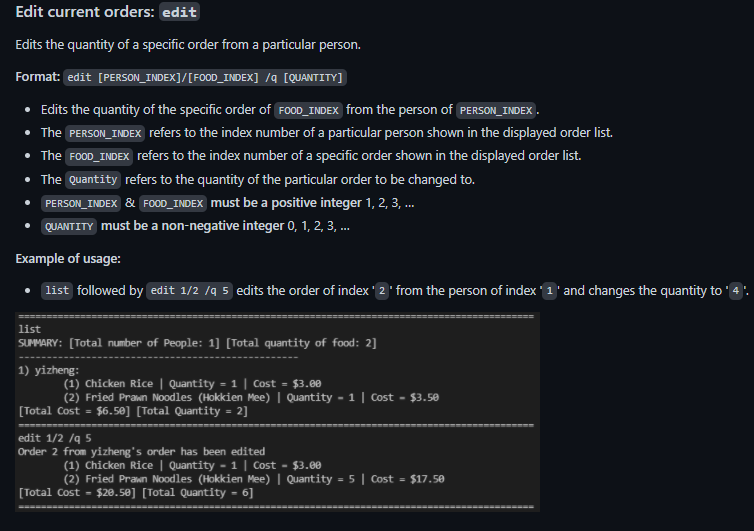 Edit current orders: edit
Edits the quantity of a specific order from a particular person.
Format: edit [PERSON_INDEX]/[FOOD_INDEX] /q [QUANTITY]
• Edits the quantity of the specific order of FOOD_INDEX from the person of PERSON_INDEX.
• The PERSON_INDEX refers to the index number of a particular person shown in the displayed order list.
• The FOOD_INDEX refers to the index number of a specific order shown in the displayed order list.
• The Quantity refers to the quantity of the particular order to be changed to.
• PERSON_INDEX & FOOD_INDEX must be a positive integer 1, 2, 3, ...
• QUANTITY must be a non-negative integer 0, 1, 2, 3, ...
Example of usage:
• list followed by edit 1/2 /q 5 edits the order of index '2' from the person of index '1' and changes the quantity to '4'.
================================================================================
list
SUMMARY: [Total number of People: 1] [Total quantity of food: 2]
--------------------------------------------------
1) yizheng:
(1) Chicken Rice | Quantity = 1 | Cost = $3.00
(2) Fried Prawn Noodles (Hokkien Mee) | Quantity = 1 | Cost = $3.50
[Total Cost = $6.50] [Total Quantity = 2]
================================================================================
edit 1/2 /q 5
Order 2 from yizheng's order has been edited
(1) Chicken Rice | Quantity = 1 | Cost = $3.00
(2) Fried Prawn Noodles (Hokkien Mee) | Quantity = 5 | Cost = $17.50
[Total Cost = $20.50] [Total Quantity = 6]
================================================================================